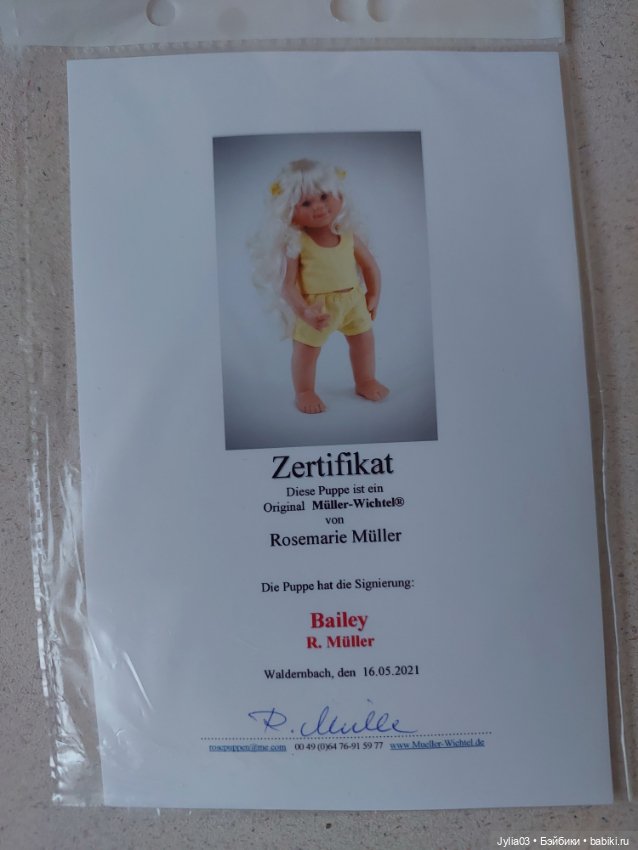 Zertifikat
Diese Puppe ist ein
Original Müller-Wichtel®
von
Rosemarie Müller
Die Puppe hat die Signierung:
Bailey
R. Müller
Waldernbach, den 16.05.2021
R. Müller
rosepuppen@me.com 00 49 (0)64 76-91 59 77 www.Mueller-Wichtel.de
Jylia03 • Бэйбики • babiki.ru